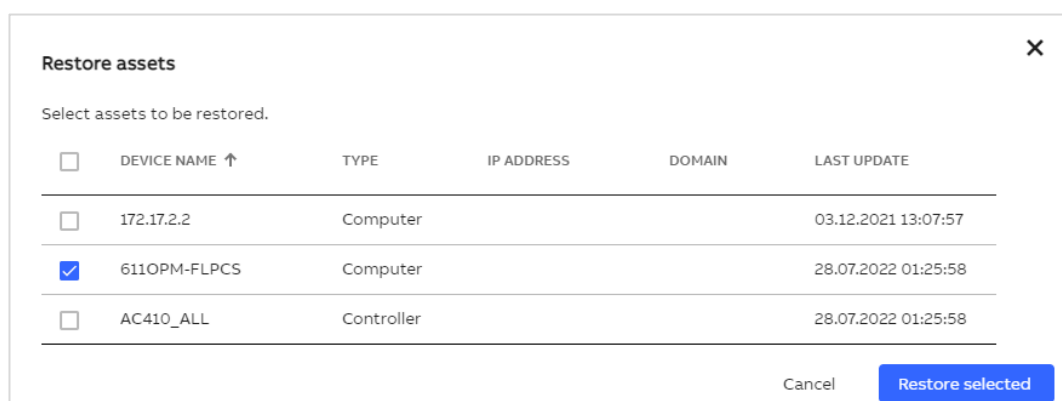 Restore assets
Select assets to be restored.
DEVICE NAME ↑ TYPE IP ADDRESS DOMAIN LAST UPDATE
172.17.2.2 Computer 03.12.2021 13:07:57
611OPM-FLPCS Computer 28.07.2022 01:25:58
AC410_ALL Controller 28.07.2022 01:25:58
Cancel Restore selected